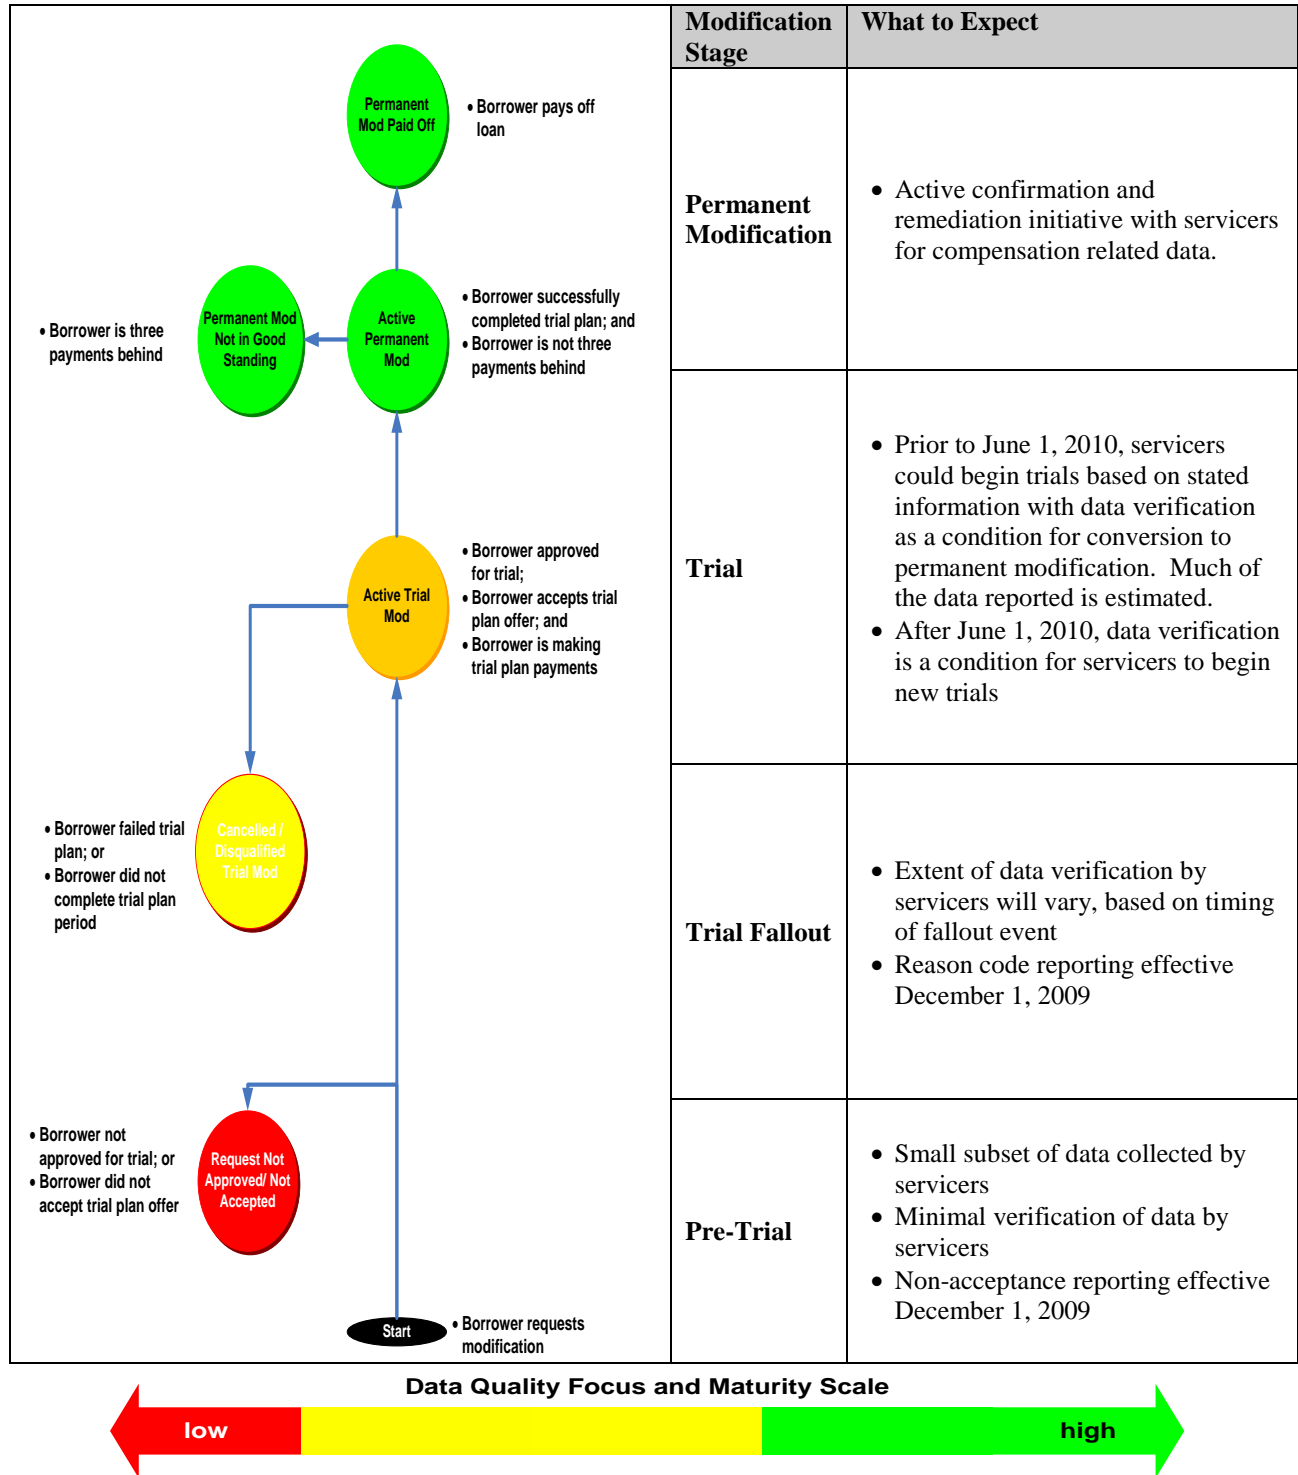 Modification
Stage
What to Expect
Permanent
Mod Paid Off
• Borrower pays off
loan
Permanent
Modification
• Active confirmation and
remediation initiative with servicers
for compensation related data.
• Borrower is three
payments behind
Permanent Mod
Not in Good
Standing
Active
Permanent
Mod
• Borrower successfully
completed trial plan; and
• Borrower is not three
payments behind
Active Trial
Mod
• Borrower approved
for trial;
• Borrower accepts trial
plan offer; and
• Borrower is making
trial plan payments
Trial
• Prior to June 1, 2010, servicers
could begin trials based on stated
information with data verification
as a condition for conversion to
permanent modification.  Much of
the data reported is estimated.
• After June 1, 2010, data verification
is a condition for servicers to begin
new trials
• Borrower failed trial
plan; or
• Borrower did not
complete trial plan
period
Cancelled /
Disqualified
Trial Mod
Trial Fallout
• Extent of data verification by
servicers will vary, based on timing
of fallout event
• Reason code reporting effective
December 1, 2009
• Borrower not
approved for trial; or
• Borrower did not
accept trial plan offer
Request Not
Approved/ Not
Accepted
Pre-Trial
• Small subset of data collected by
servicers
• Minimal verification of data by
servicers
• Non-acceptance reporting effective
December 1, 2009
Start
• Borrower requests
modification
Data Quality Focus and Maturity Scale
low
high